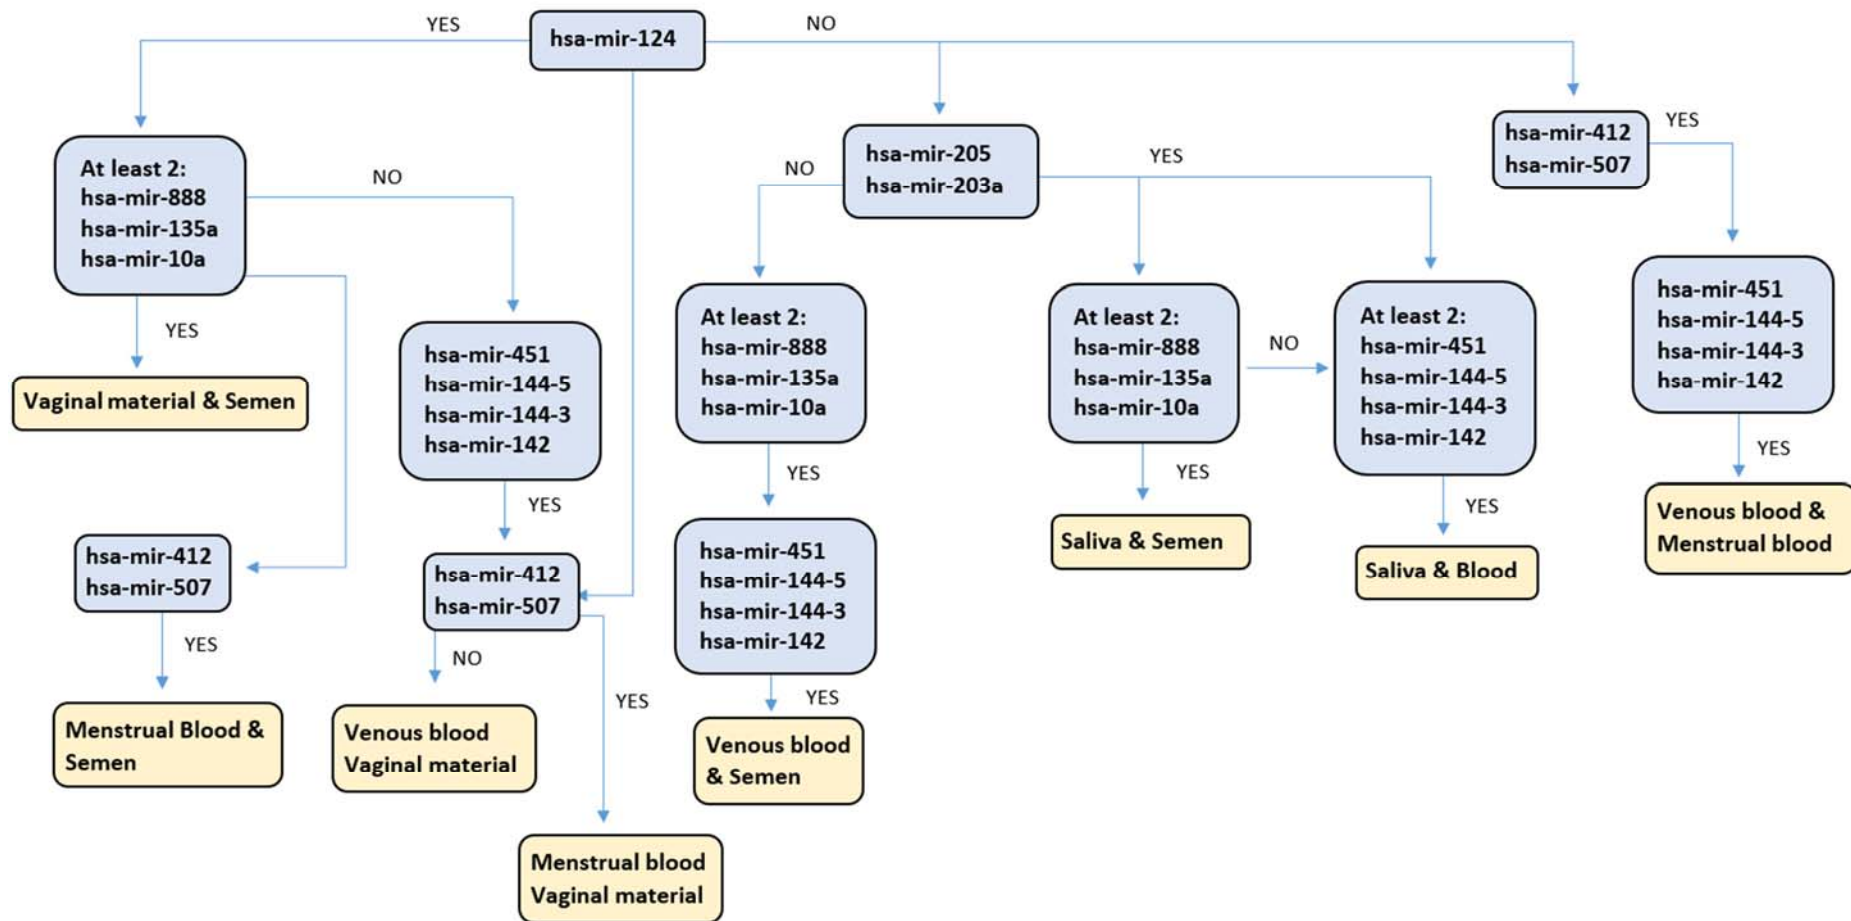 YES
hsa-mir-124
NO
At least 2:
hsa-mir-888
hsa-mir-135a
hsa-mir-10a
NO
YES
Vaginal material & Semen
hsa-mir-451
hsa-mir-144-5
hsa-mir-144-3
hsa-mir-142
YES
hsa-mir-412
hsa-mir-507
YES
Menstrual Blood &
Semen
hsa-mir-412
hsa-mir-507
NO
YES
Venous blood
Vaginal material
Menstrual blood
Vaginal material
hsa-mir-205
hsa-mir-203a
NO
YES
At least 2:
hsa-mir-888
hsa-mir-135a
hsa-mir-10a
YES
hsa-mir-451
hsa-mir-144-5
hsa-mir-144-3
hsa-mir-142
YES
Venous blood
& Semen
At least 2:
hsa-mir-888
hsa-mir-135a
hsa-mir-10a
NO
YES
Saliva & Semen
At least 2:
hsa-mir-451
hsa-mir-144-5
hsa-mir-144-3
hsa-mir-142
YES
Saliva & Blood
hsa-mir-412
hsa-mir-507
YES
hsa-mir-451
hsa-mir-144-5
hsa-mir-144-3
hsa-mir-142
YES
Venous blood &
Menstrual blood